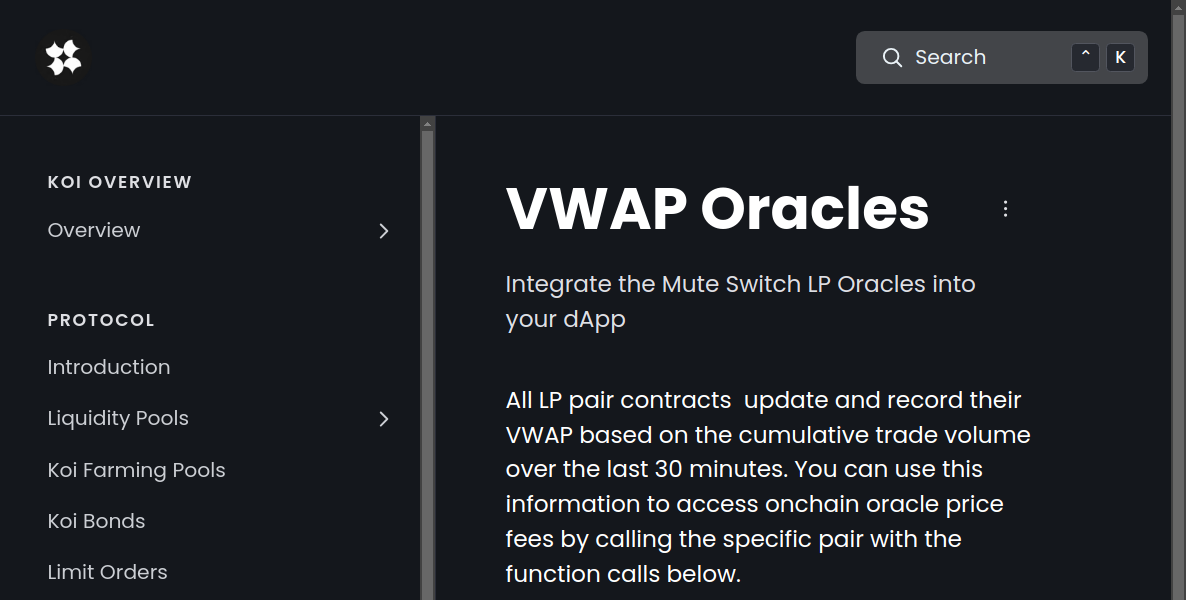 Search
⌃ K
KOI OVERVIEW
Overview
PROTOCOL
Introduction
Liquidity Pools
Koi Farming Pools
Koi Bonds
Limit Orders
VWAP Oracles
Integrate the Mute Switch LP Oracles into
your dApp
All LP pair contracts  update and record their
VWAP based on the cumulative trade volume
over the last 30 minutes. You can use this
information to access onchain oracle price
fees by calling the specific pair with the
function calls below.